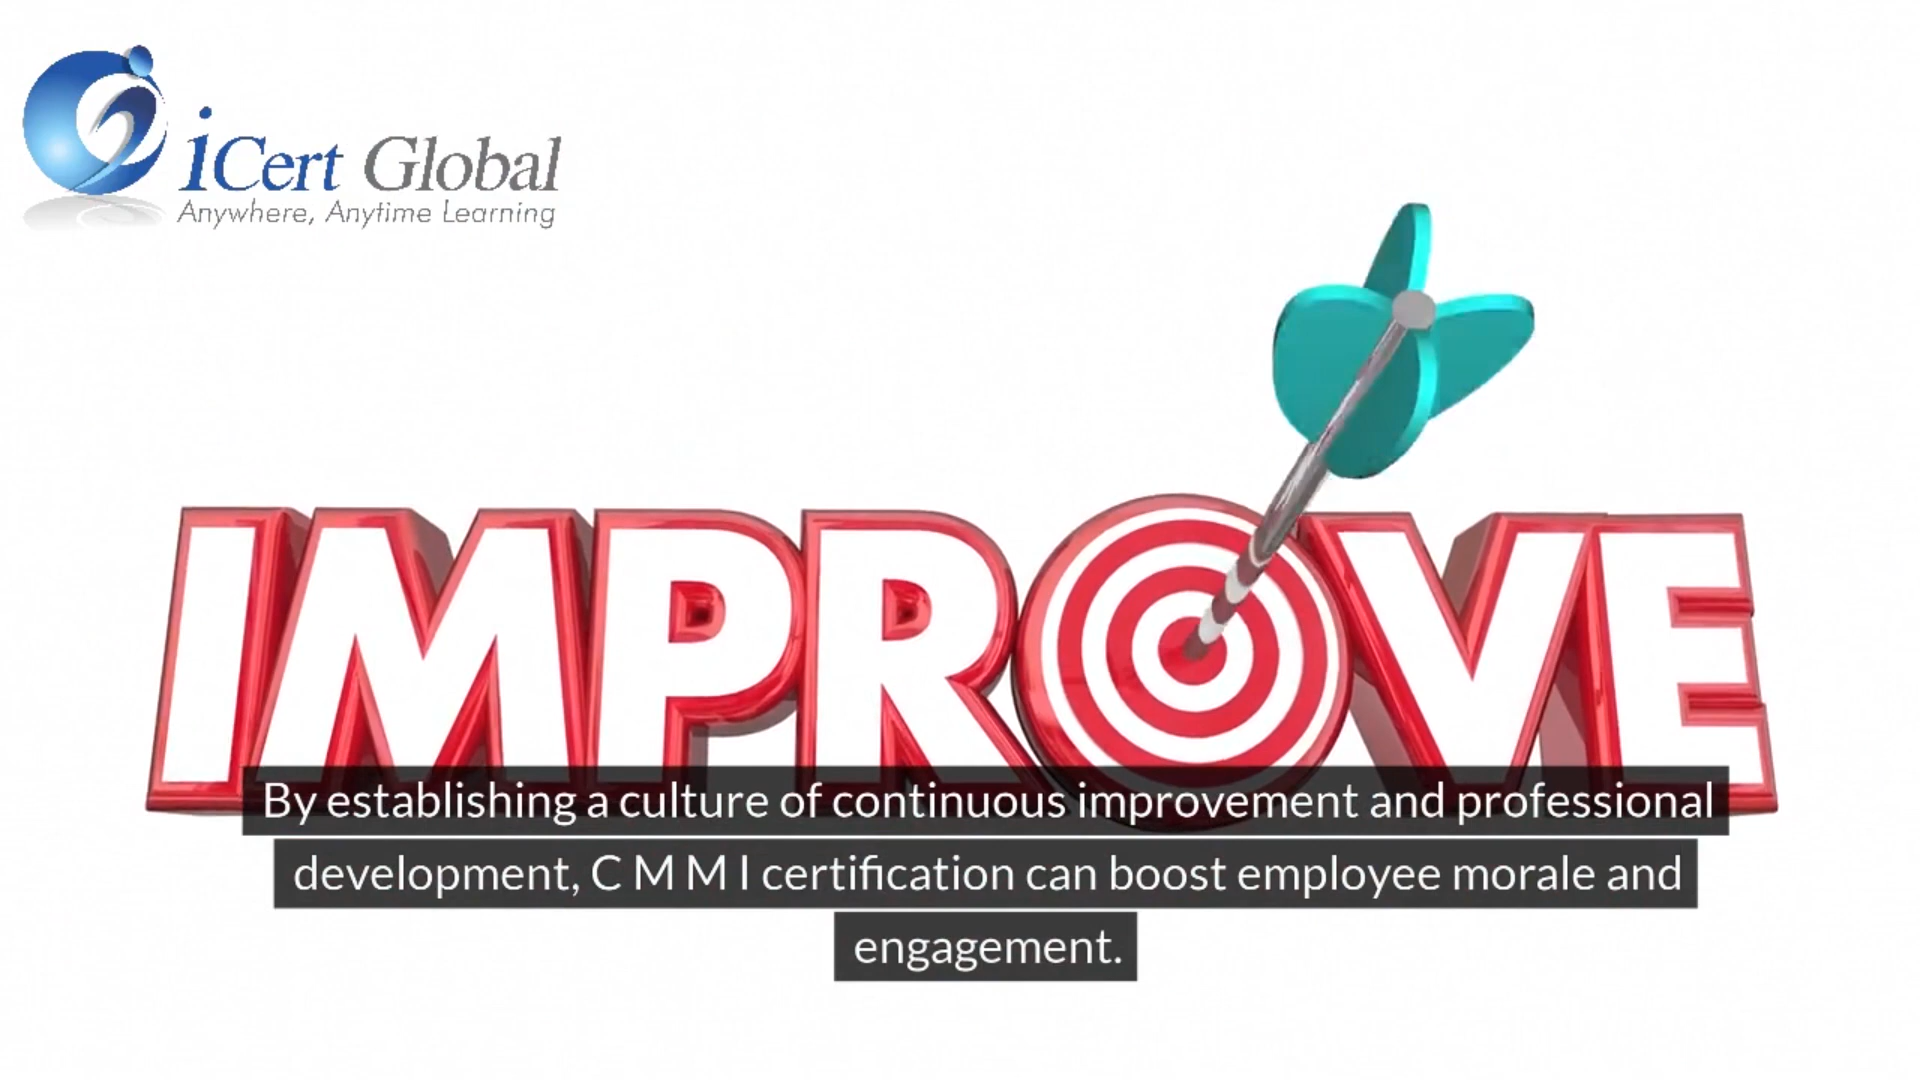 iCert Global
Anywhere, Anytime Learning
IMPROVE
By establishing a culture of continuous improvement and professional
development, C M M I certification can boost employee morale and
engagement.